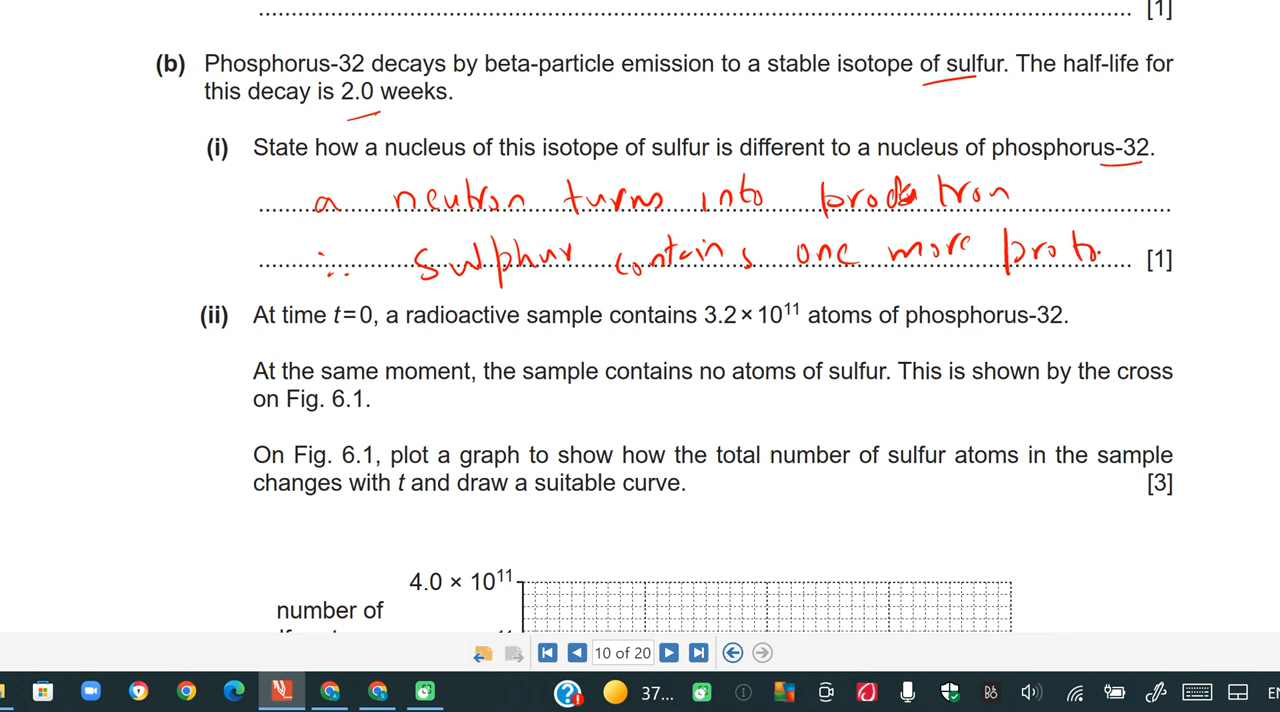 [1]
(b) Phosphorus-32 decays by beta-particle emission to a stable isotope of sulfur. The half-life for
this decay is 2.0 weeks.
(i) State how a nucleus of this isotope of sulfur is different to a nucleus of phosphorus-32.
a neutron turns into
∴ sulphur contains one more proto
[1]
(ii) At time t = 0, a radioactive sample contains 3.2 × 10¹¹ atoms of phosphorus-32.
At the same moment, the sample contains no atoms of sulfur. This is shown by the cross
on Fig. 6.1.
On Fig. 6.1, plot a graph to show how the total number of sulfur atoms in the sample
changes with t and draw a suitable curve. [3]
4.0 × 10¹¹
number of
10 of 20
37...